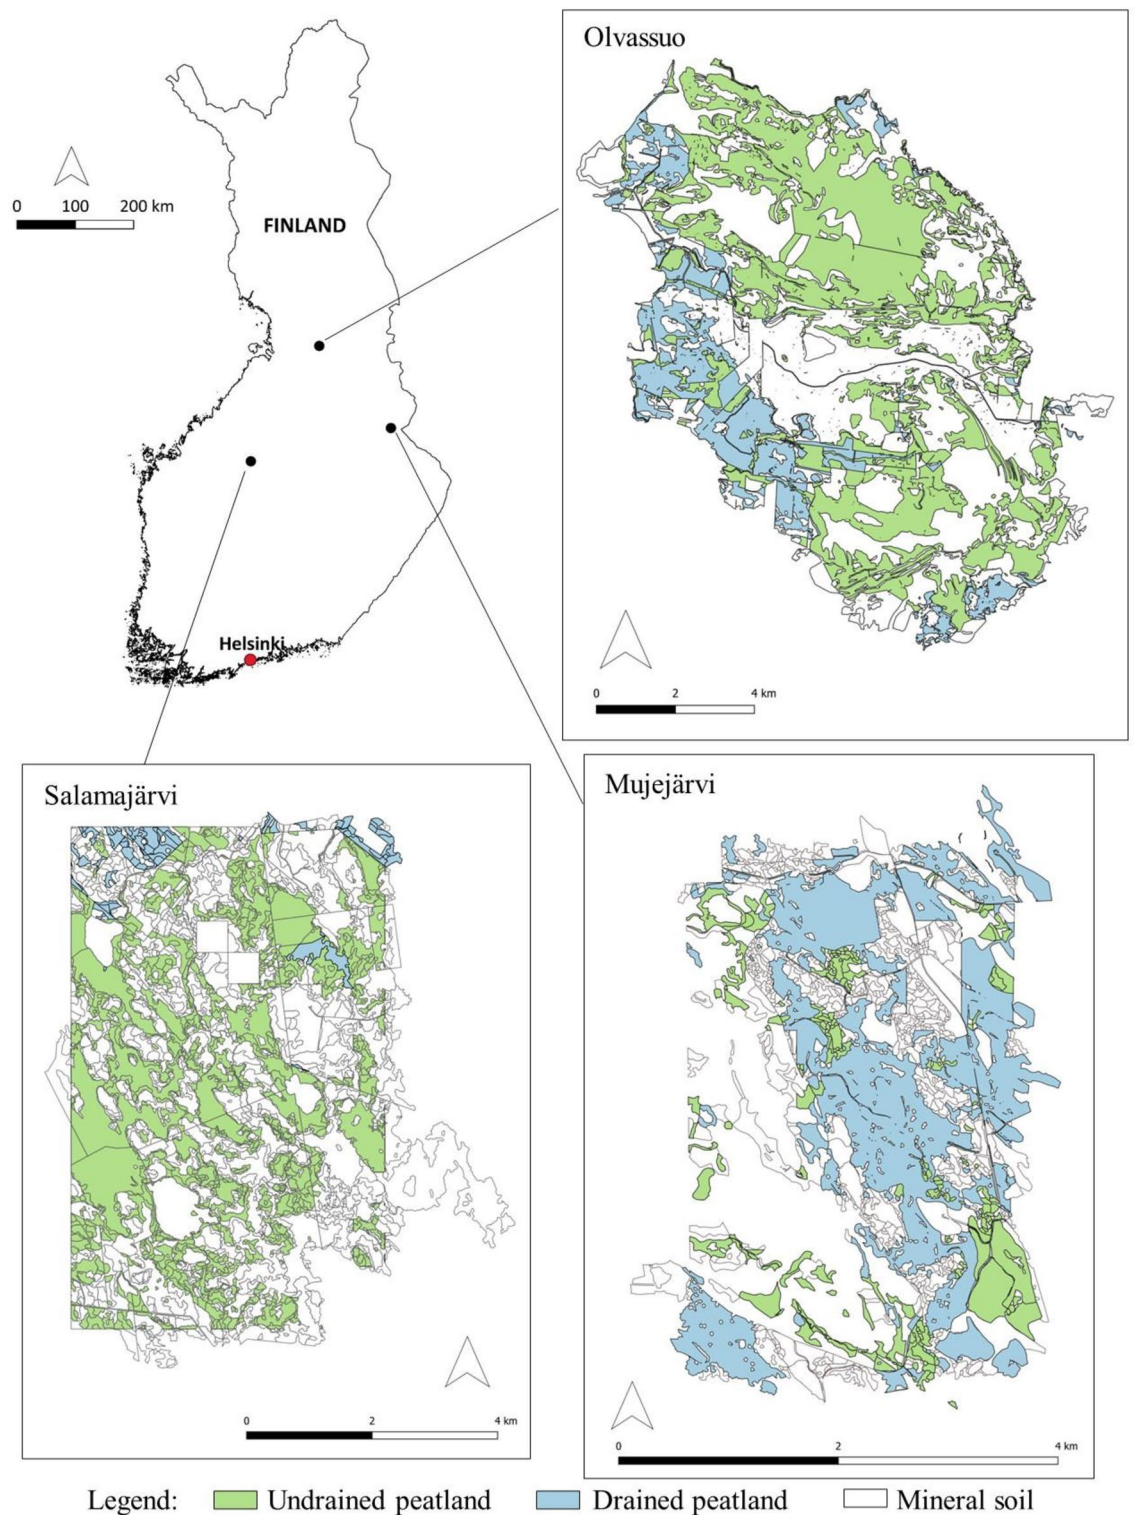 Olvassuo
0 100 200 km
FINLAND
Helsinki
0 2 4 km
Salamajärvi
0 2 4 km
Mujejärvi
0 2 4 km
Legend: Undrained peatland Drained peatland Mineral soil